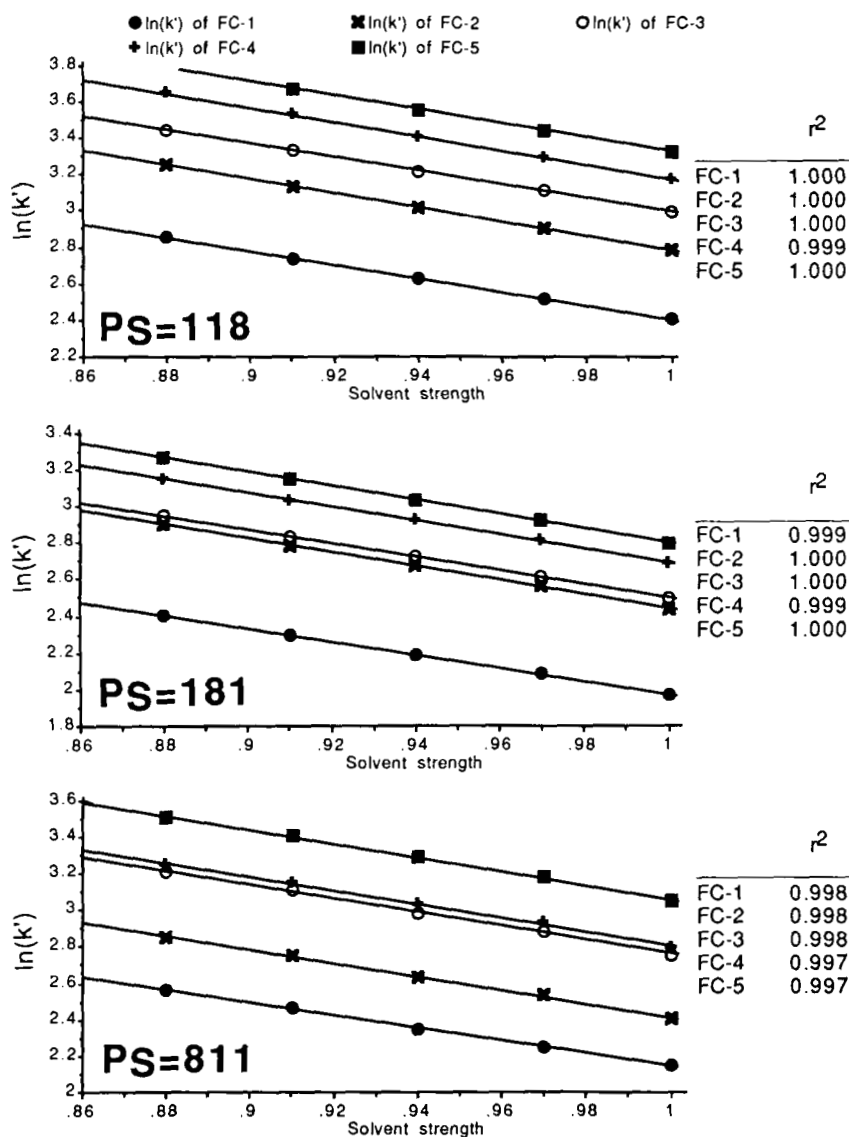 ln(k') of FC-1 ln(k') of FC-2 ln(k') of FC-3
ln(k') of FC-4 ln(k') of FC-5
3.8
3.6
3.4
3.2
3
2.8
2.6
2.4
2.2
ln(k')
PS=118
.86 .88 .9 .92 .94 .96 .98 1
Solvent strength
r²
FC-1 1.000
FC-2 1.000
FC-3 1.000
FC-4 0.999
FC-5 1.000
3.4
3.2
3
2.8
2.6
2.4
2.2
2
1.8
ln(k')
PS=181
.86 .88 .9 .92 .94 .96 .98 1
Solvent strength
r²
FC-1 0.999
FC-2 1.000
FC-3 1.000
FC-4 0.999
FC-5 1.000
3.6
3.4
3.2
3
2.8
2.6
2.4
2.2
2
ln(k')
PS=811
.86 .88 .9 .92 .94 .96 .98 1
Solvent strength
r²
FC-1 0.998
FC-2 0.998
FC-3 0.998
FC-4 0.997
FC-5 0.997